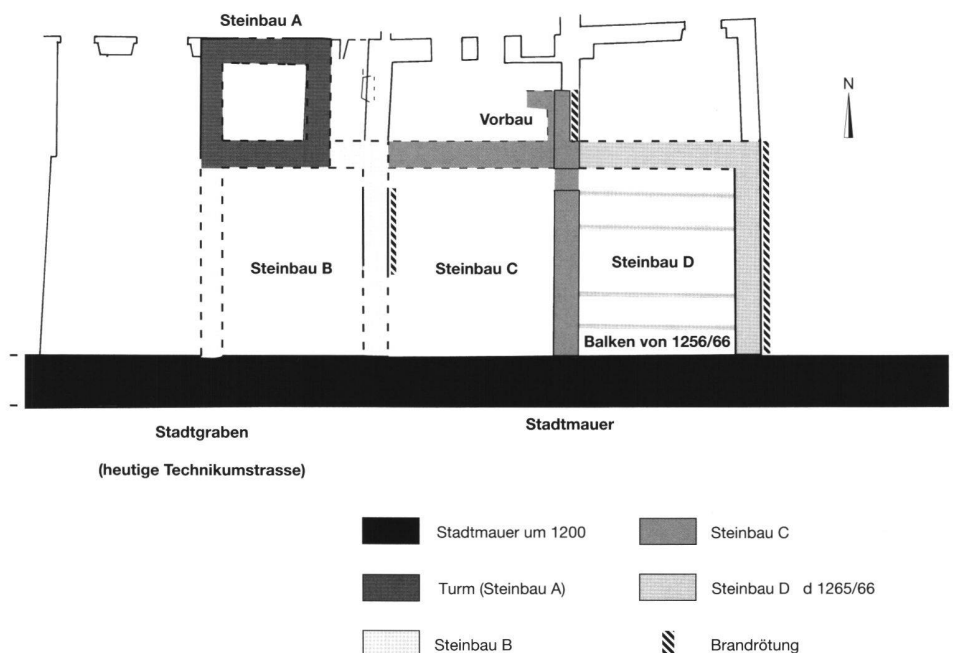 Steinbau A
N
Vorbau
Steinbau B
Steinbau C
Steinbau D
Balken von 1256/66
Stadtgraben
(heutige Technikumstrasse)
Stadtmauer
Stadtmauer um 1200
Steinbau C
Turm (Steinbau A)
Steinbau D d 1265/66
Steinbau B
Brandrötung